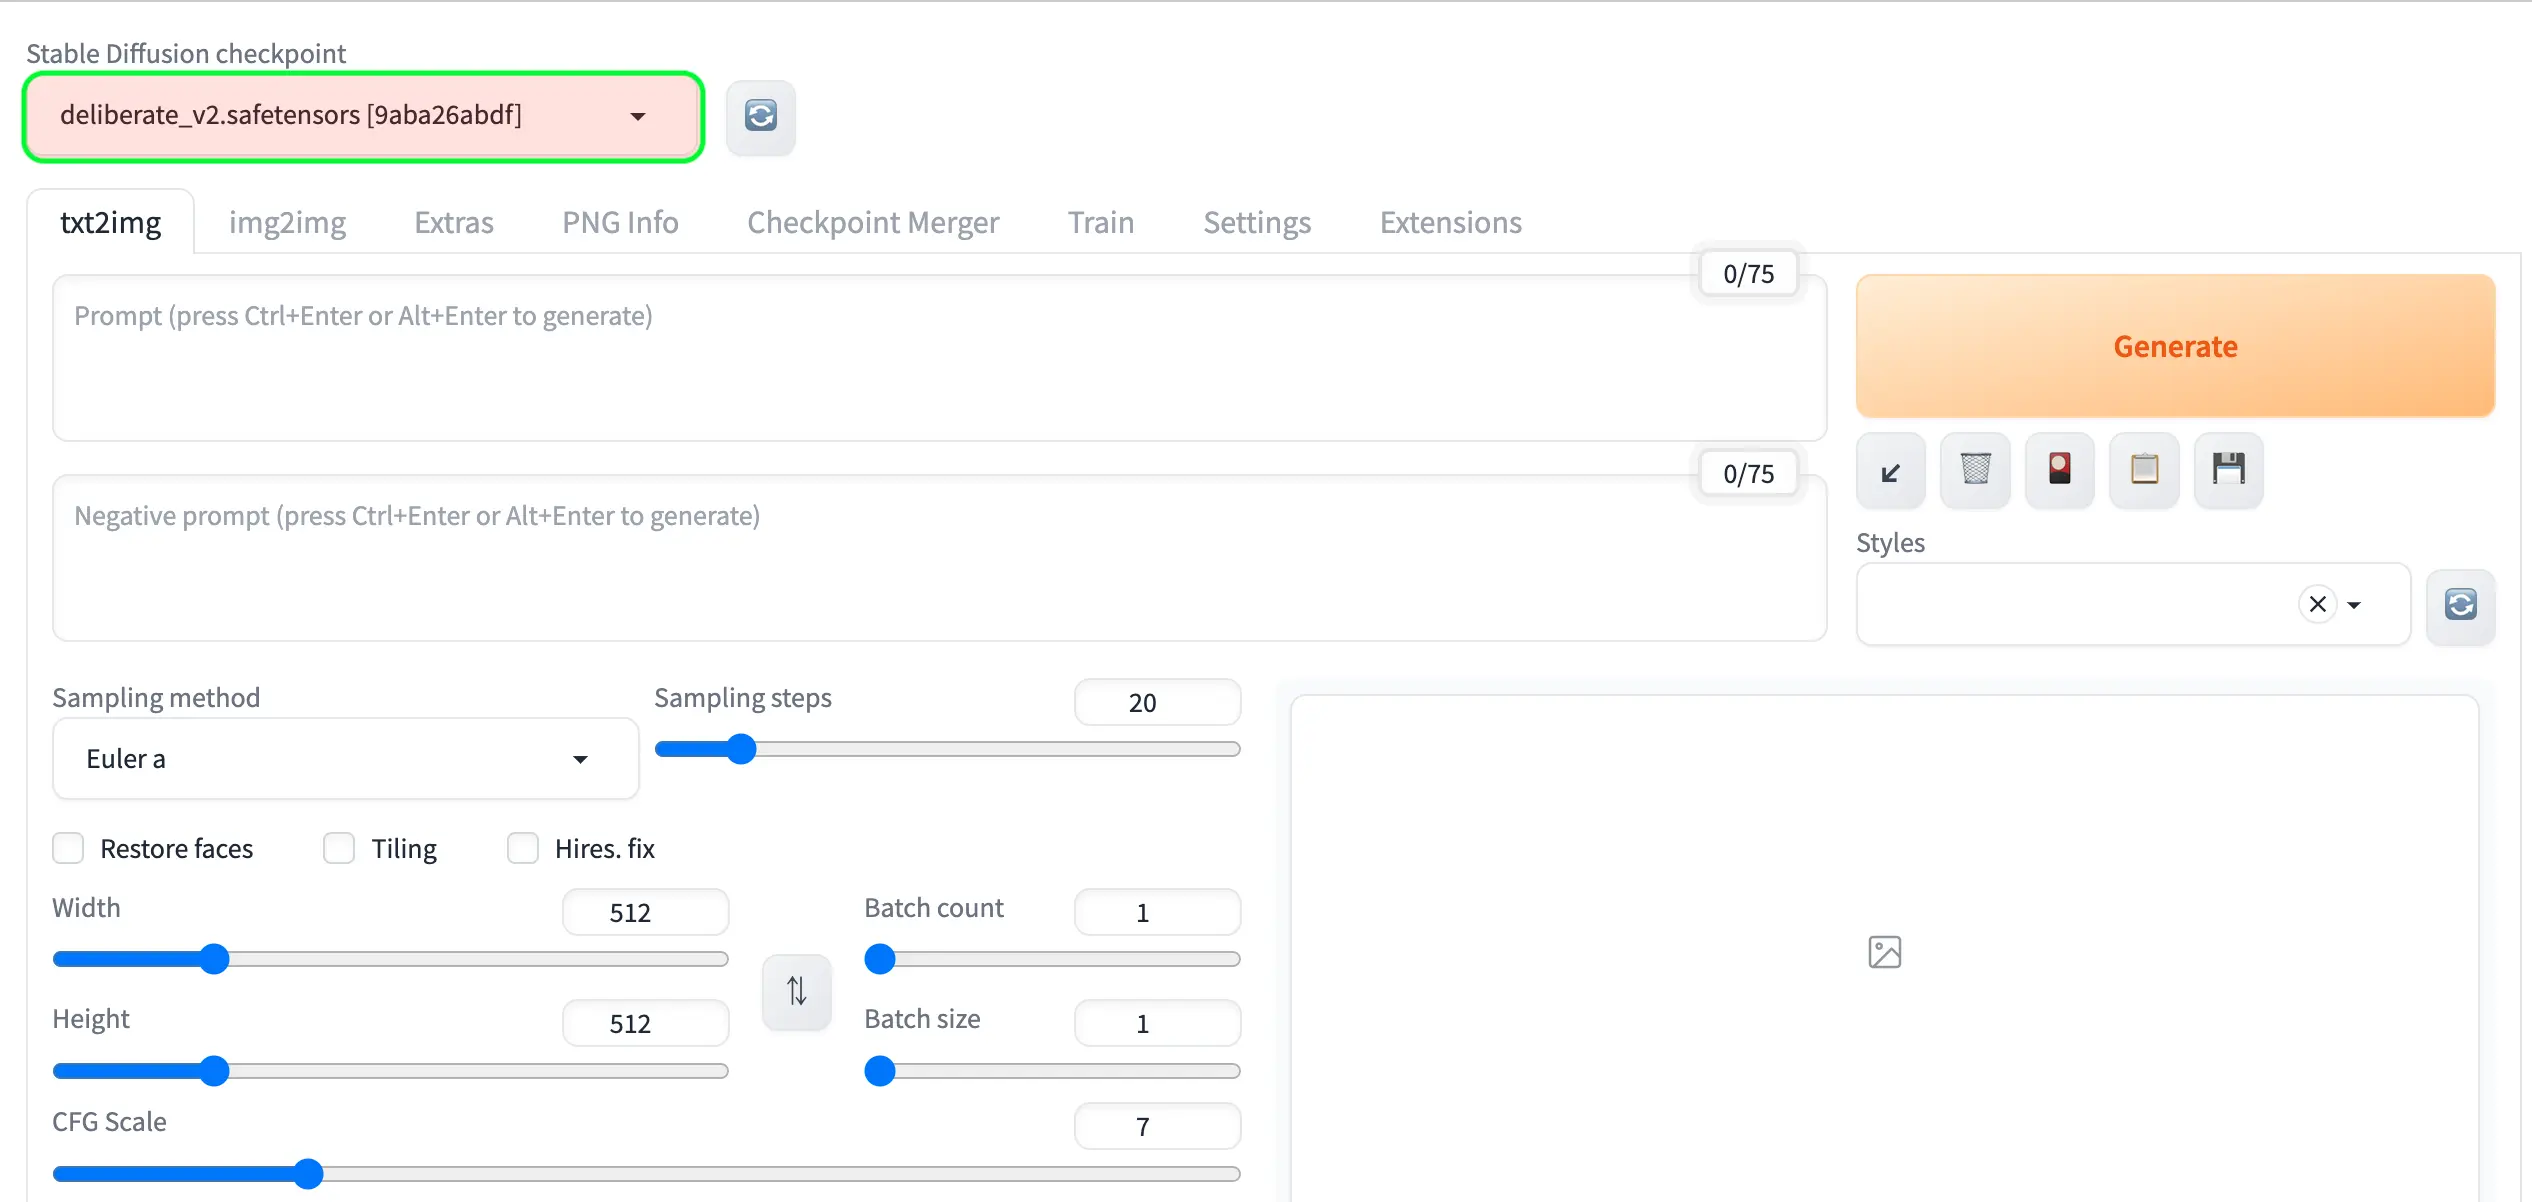 Stable Diffusion checkpoint
deliberate_v2.safetensors [9aba26abdf]
txt2img img2img Extras PNG Info Checkpoint Merger Train Settings Extensions
0/75
Prompt (press Ctrl+Enter or Alt+Enter to generate)
Generate
0/75
Negative prompt (press Ctrl+Enter or Alt+Enter to generate)
Styles
Sampling method
Euler a
Sampling steps
20
Restore faces
Tiling
Hires. fix
Width
512
Height
512
Batch count
1
Batch size
1
CFG Scale
7